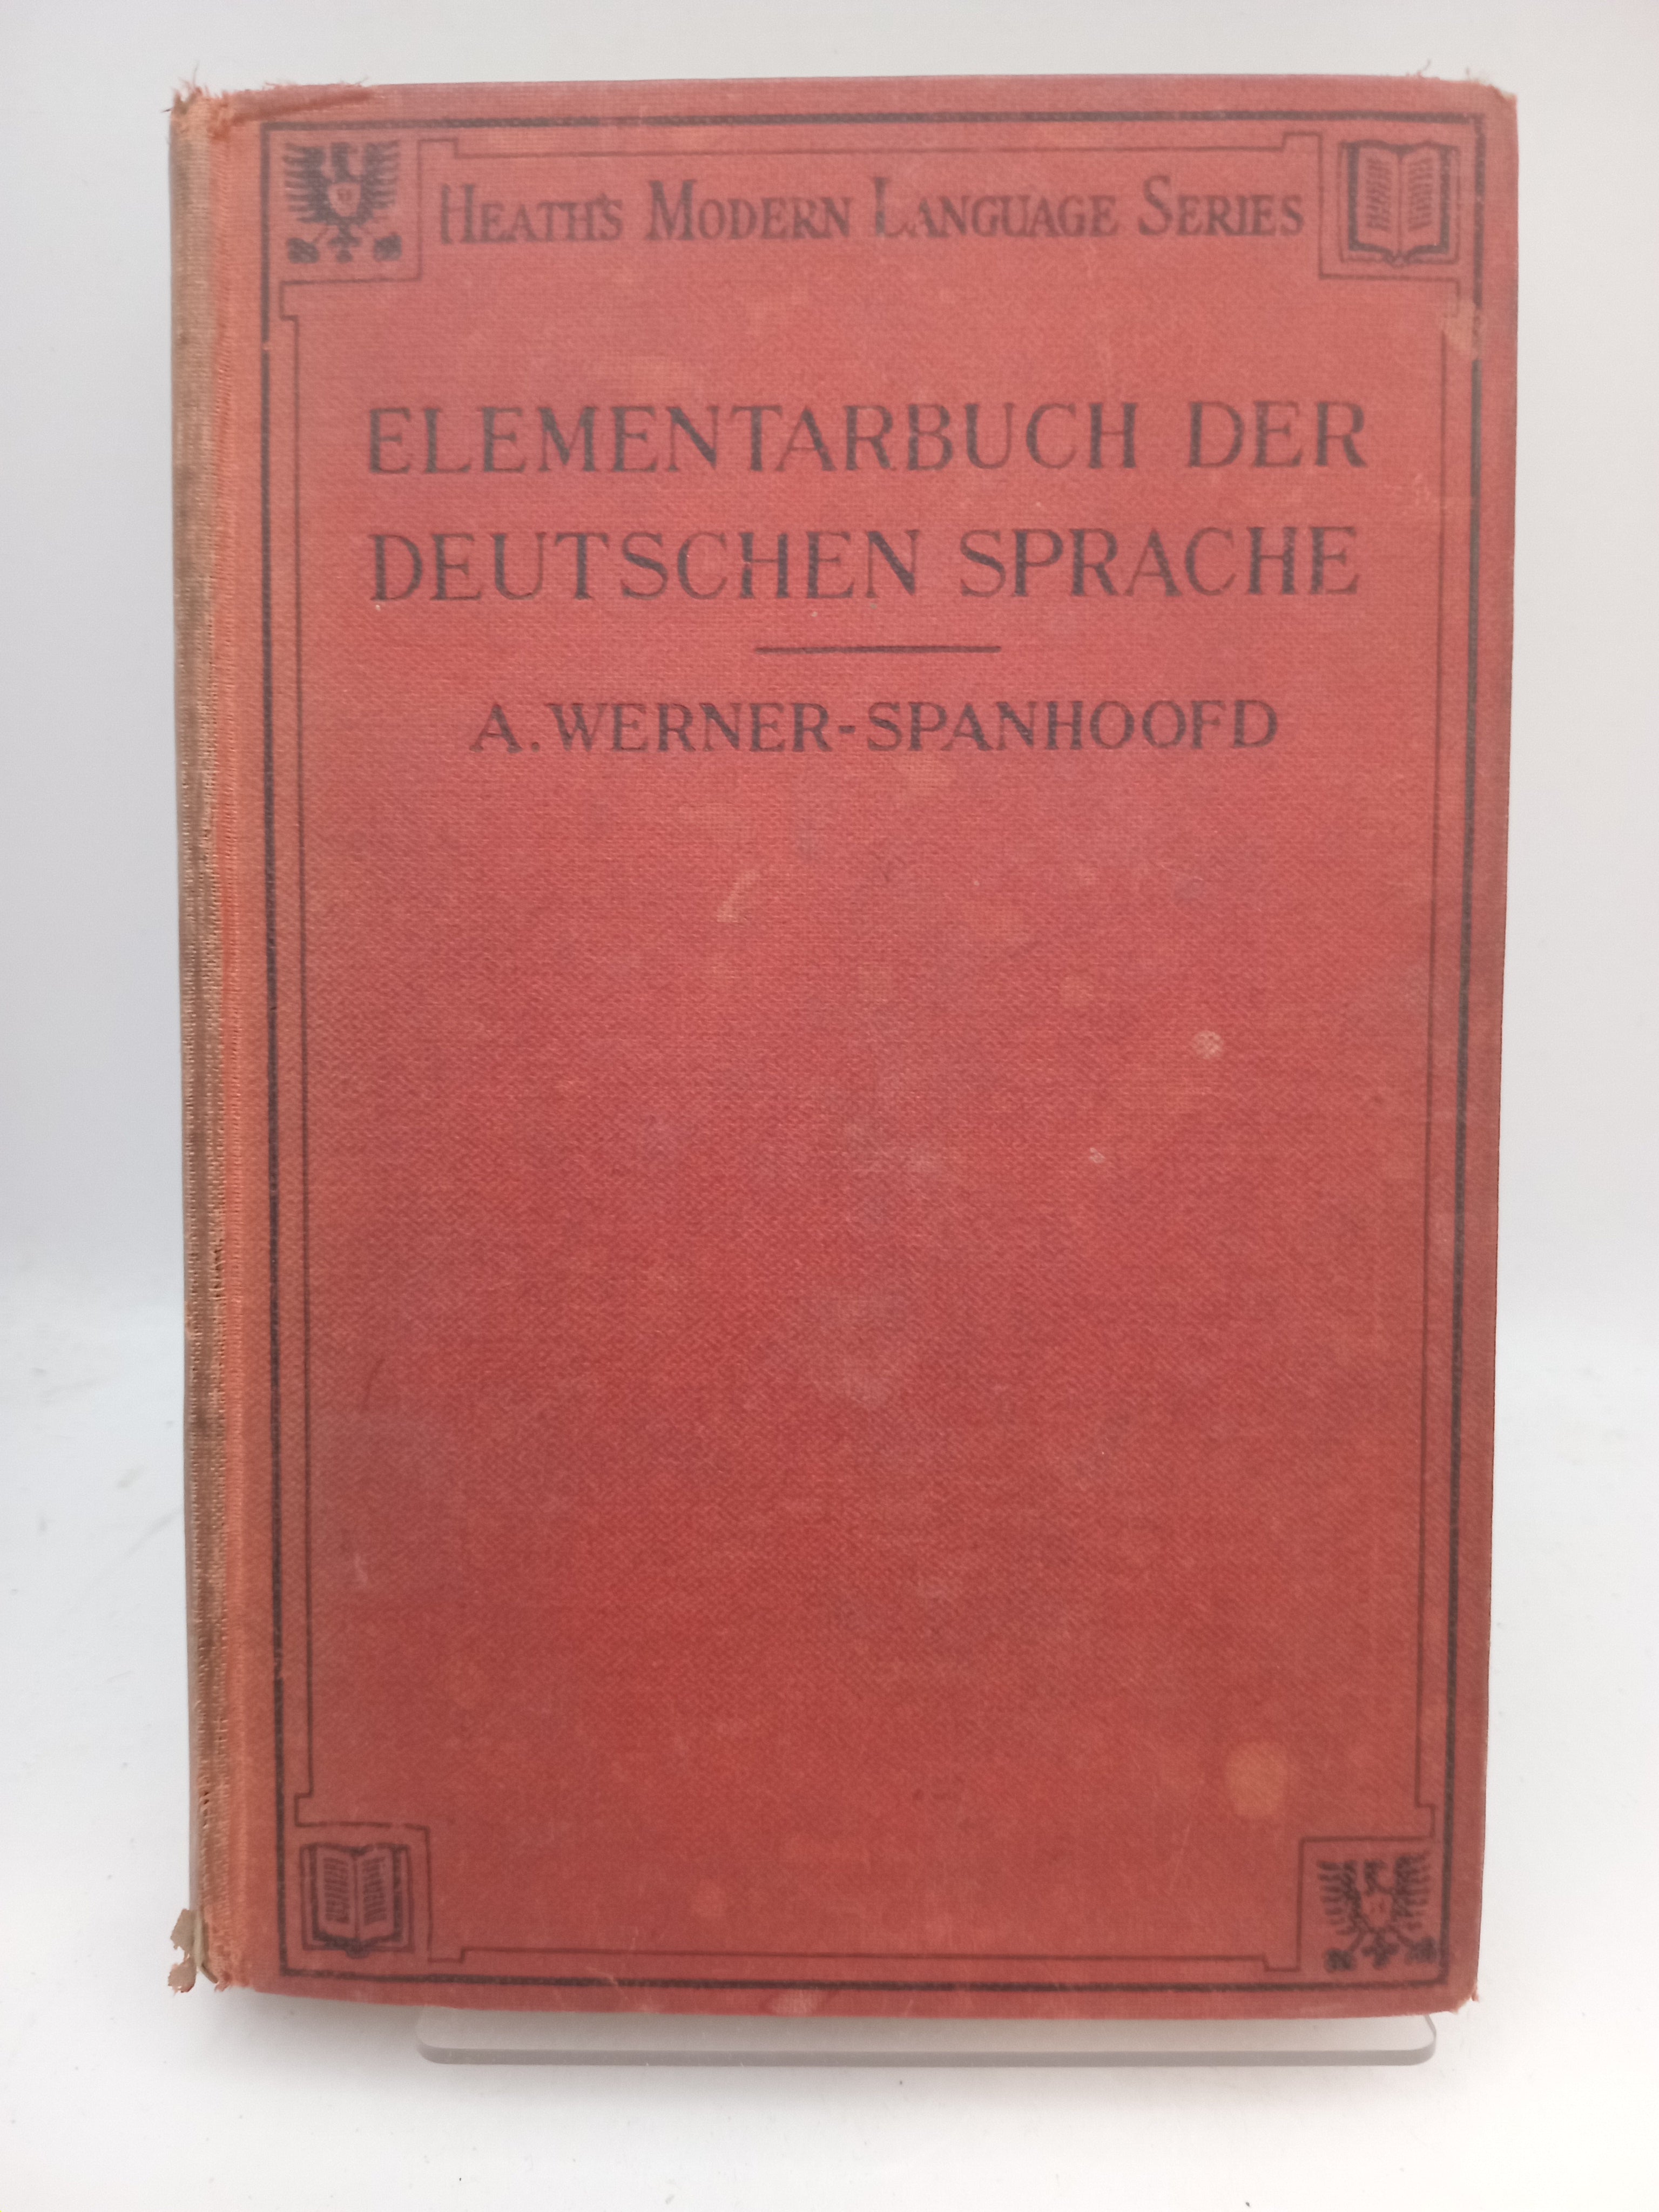 HEATH'S MODERN LANGUAGE SERIES
ELEMENTARBUCH DER
DEUTSCHEN SPRACHE
A. WERNER-SPANHOOFD